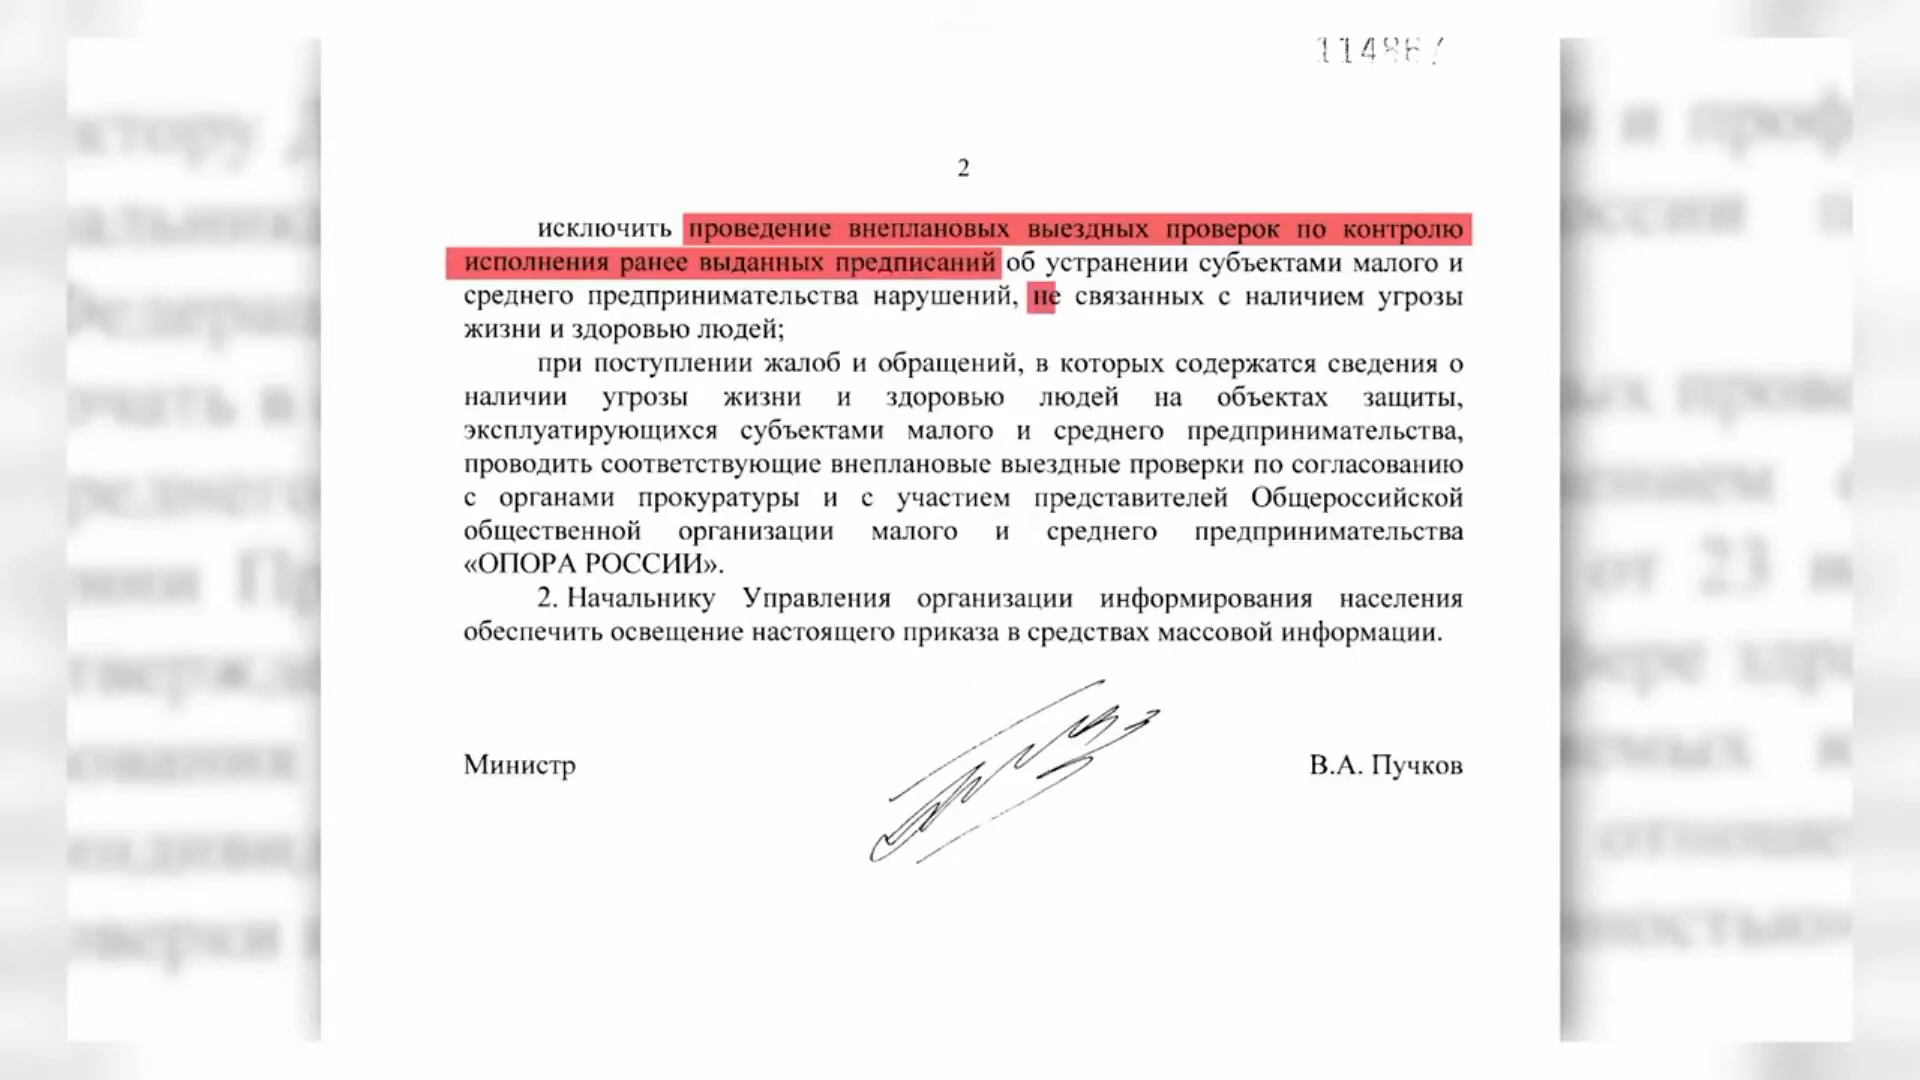 114867
2
исключить проведение внеплановых выездных проверок по контролю
исполнения ранее выданных предписаний об устранении субъектами малого и
среднего предпринимательства нарушений, не связанных с наличием угрозы
жизни и здоровью людей;
при поступлении жалоб и обращений, в которых содержатся сведения о
наличии угрозы жизни и здоровью людей на объектах защиты,
эксплуатирующихся субъектами малого и среднего предпринимательства,
проводить соответствующие внеплановые выездные проверки по согласованию
с органами прокуратуры и с участием представителей Общероссийской
общественной организации малого и среднего предпринимательства
«ОПОРА РОССИИ».
2. Начальнику Управления организации информирования населения
обеспечить освещение настоящего приказа в средствах массовой информации.
Министр
В.А. Пучков